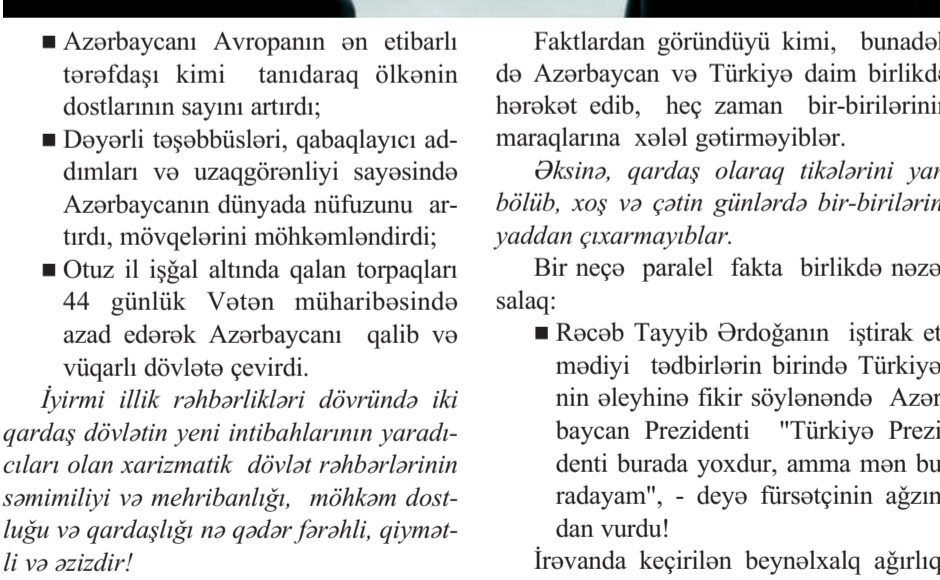 ■ Azərbaycanı Avropanın ən etibarlı
tərəfdaşı kimi tanıdaraq ölkənin
dostlarının sayını artırdı;
■ Dəyərli təşəbbüsləri, qabaqlayıcı ad-
dımları və uzaqgörənliyi sayəsində
Azərbaycanın dünyada nüfuzunu ar-
tırdı, mövqelərini möhkəmləndirdi;
■ Otuz il işğal altında qalan torpaqları
44 günlük Vətən müharibəsində
azad edərək Azərbaycanı qalib və
vüqarlı dövlətə çevirdi.
İyirmi illik rəhbərlikləri dövründə iki
qardaş dövlətin yeni intibahlarının yaradı-
cıları olan xarizmatik dövlət rəhbərlərinin
səmimiliyi və mehribanlığı, möhkəm dost-
luğu və qardaşlığı nə qədər fərəhli, qiymət-
li və əzizdir!
Faktlardan göründüyü kimi, bunadək
də Azərbaycan və Türkiyə daim birlikdə
hərəkət edib, heç zaman bir-birilərinin
maraqlarına xələl gətirməyiblər.
Əksinə, qardaş olaraq tikələrini yarı
bölüb, xoş və çətin günlərdə bir-birilərini
yaddan çıxarmayıblar.
Bir neçə paralel fakta birlikdə nəzər
salaq:
■ Rəcəb Tayyib Ərdoğanın iştirak et-
mədiyi tədbirlərin birində Türkiyə-
nin əleyhinə fikir söylənəndə Azər-
baycan Prezidenti "Türkiyə Prezi-
denti burada yoxdur, amma mən bu-
radayam", - deyə fürsətçinin ağzın-
dan vurdu!
İrəvanda keçirilən beynəlxalq ağırlıq